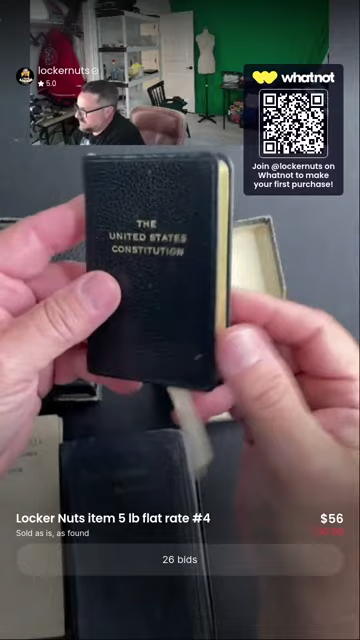 lockernuts
★ 5.0
whatnot
Join @lockernuts on
Whatnot to
make your first purchase!
THE
UNITED STATES
CONSTITUTION
Locker Nuts item 5 lb flat rate #4
$56
Sold as is, as found
26 bids